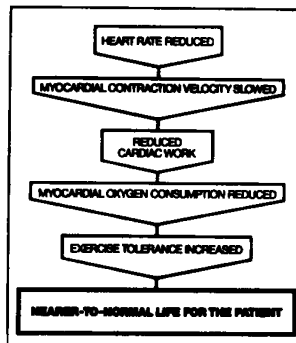 HEART RATE REDUCED
MYOCARDIAL CONTRACTION VELOCITY SLOWED
REDUCED
CARDIAC WORK
MYOCARDIAL OXYGEN CONSUMPTION REDUCED
EXERCISE TOLERANCE INCREASED
NEARER-TO-NORMAL LIFE FOR THE PATIENT